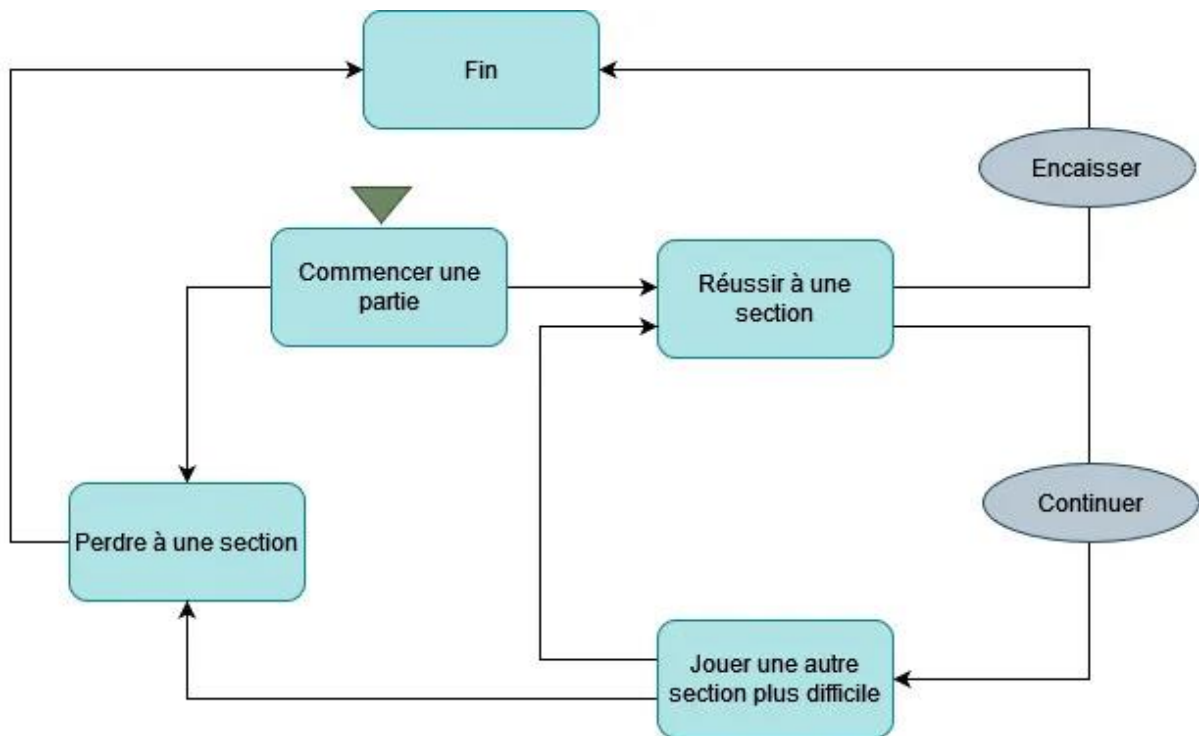 Fin
Encaisser
Commencer une
partie
Réussir à une
section
Continuer
Perdre à une section
Jouer une autre
section plus difficile